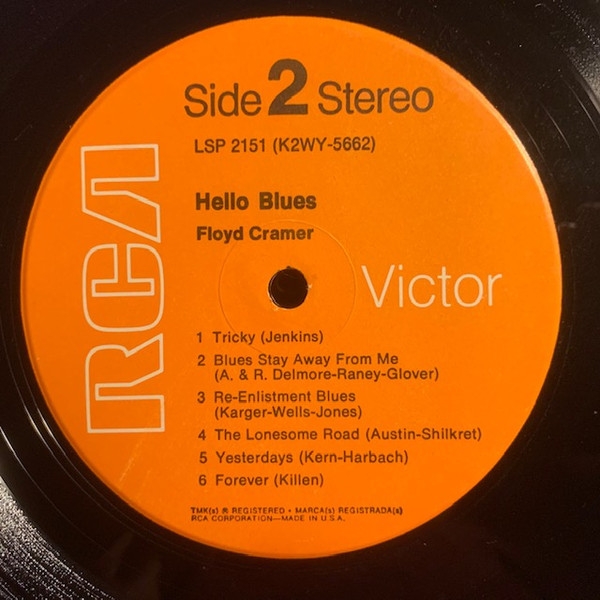 Side 2 Stereo
LSP 2151 (K2WY-5662)
Hello Blues
Floyd Cramer
RCA
Victor
1 Tricky (Jenkins)
2 Blues Stay Away From Me
(A. & R. Delmore-Raney-Glover)
3 Re-Enlistment Blues
(Karger-Wells-Jones)
4 The Lonesome Road (Austin-Shilkret)
5 Yesterdays (Kern-Harbach)
6 Forever (Killen)
TMK(s) ® REGISTERED • MARCA(s) REGISTRADA(s)
RCA CORPORATION—MADE IN U.S.A.